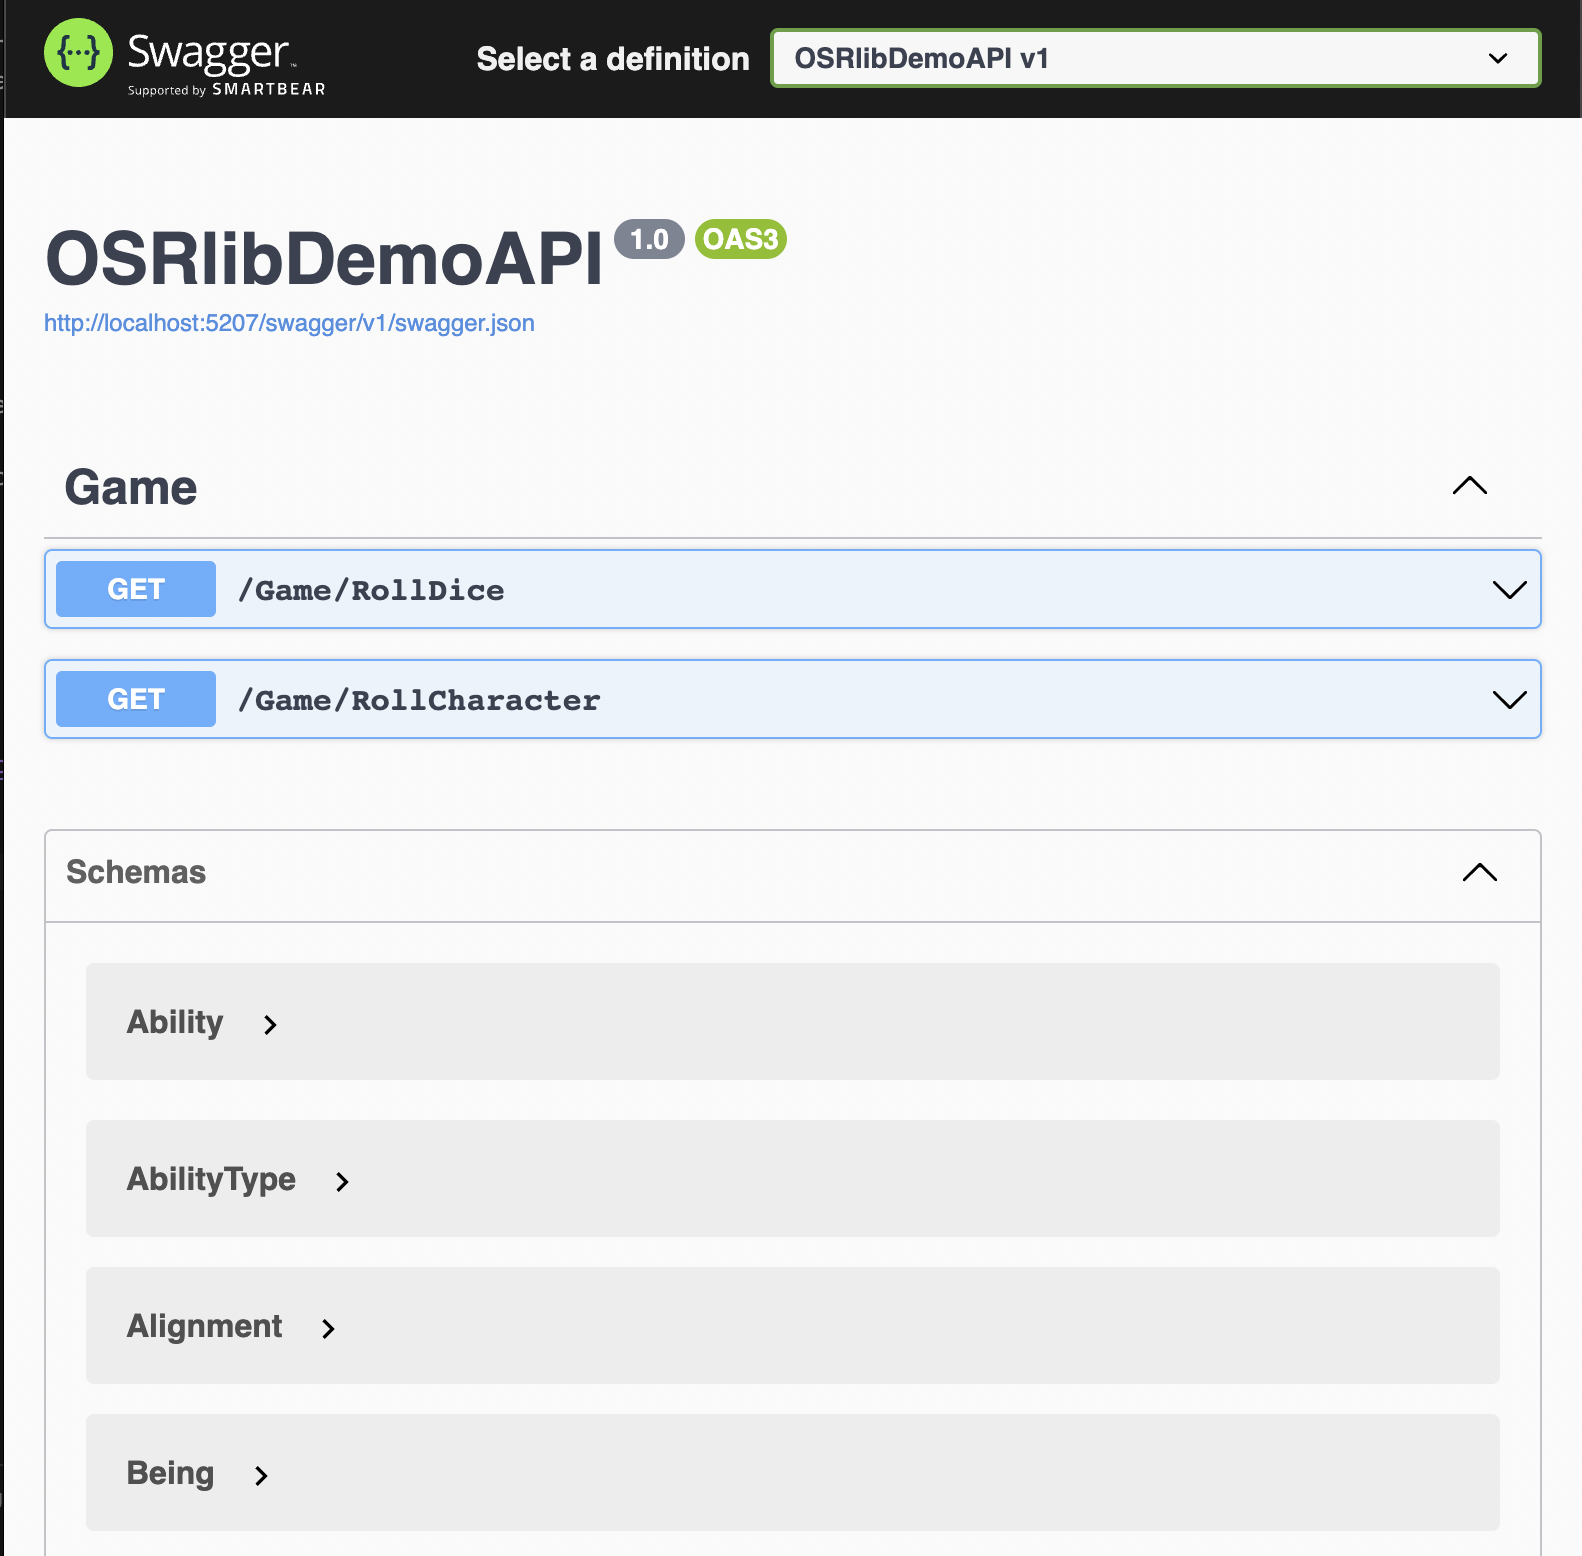 {...} Swagger™
Supported by SMARTBEAR
Select a definition
OSRlibDemoAPI v1
OSRlibDemoAPI 1.0 OAS3
http://localhost:5207/swagger/v1/swagger.json
Game
GET /Game/RollDice
GET /Game/RollCharacter
Schemas
Ability
AbilityType
Alignment
Being